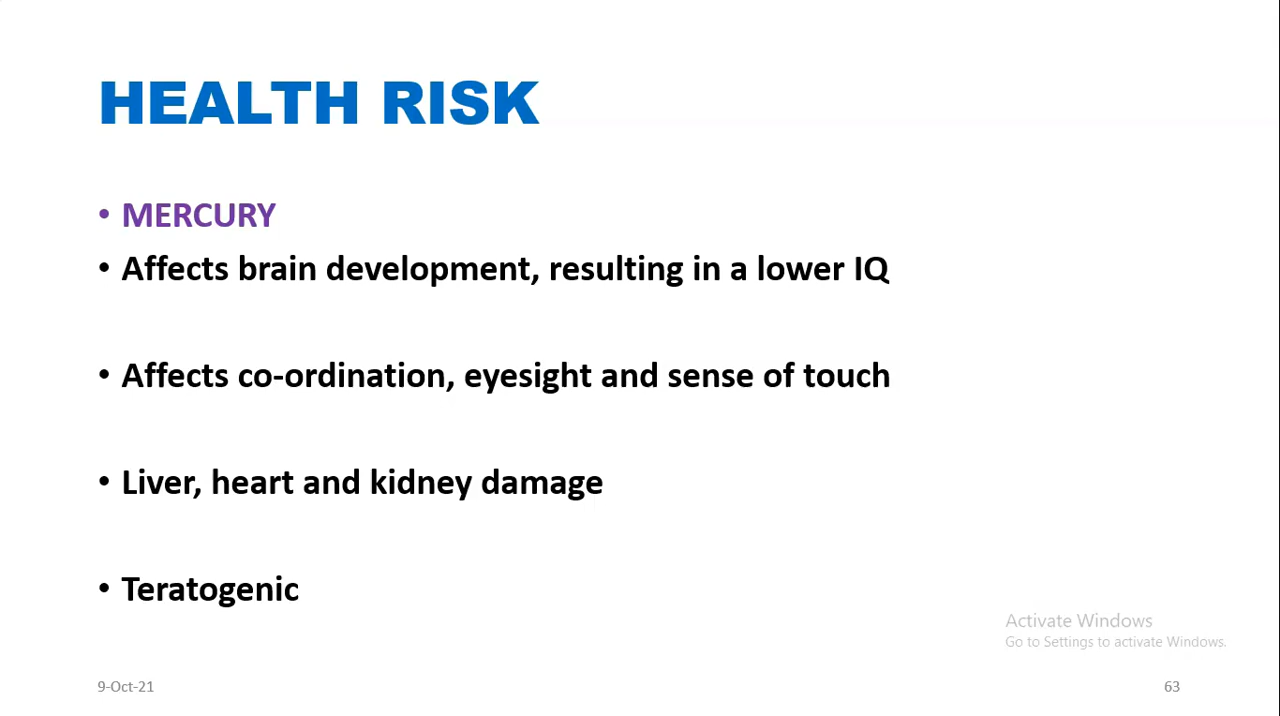 HEALTH RISK
• MERCURY
• Affects brain development, resulting in a lower IQ
• Affects co-ordination, eyesight and sense of touch
• Liver, heart and kidney damage
• Teratogenic
Activate Windows
Go to Settings to activate Windows.
9-Oct-21
63